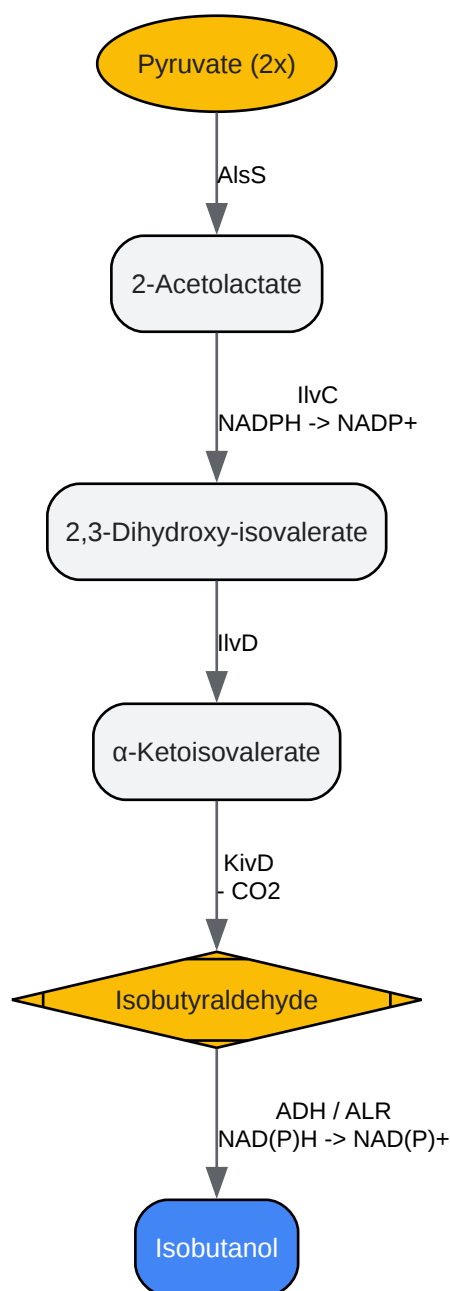 Pyruvate (2x)
AlsS
2-Acetolactate
IlvC
NADPH -> NADP+
2,3-Dihydroxy-isovalerate
IlvD
α-Ketoisovalerate
KivD
- CO2
Isobutyraldehyde
ADH / ALR
NAD(P)H -> NAD(P)+
Isobutanol